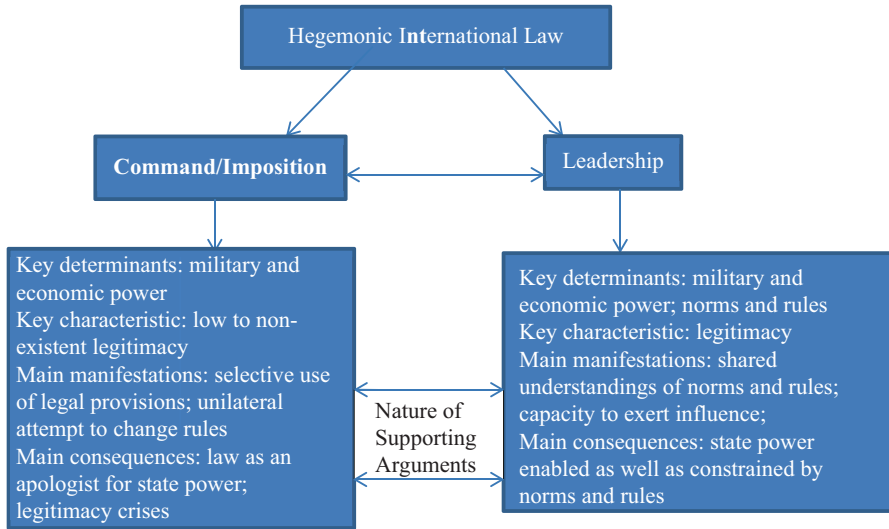 Hegemonic International Law
Command/Imposition
Leadership
Key determinants: military and
economic power
Key characteristic: low to non-
existent legitimacy
Main manifestations: selective use
of legal provisions; unilateral
attempt to change rules
Main consequences: law as an
apologist for state power;
legitimacy crises
Nature of
Supporting
Arguments
Key determinants: military and
economic power; norms and rules
Key characteristic: legitimacy
Main manifestations: shared
understandings of norms and rules;
capacity to exert influence;
Main consequences: state power
enabled as well as constrained by
norms and rules